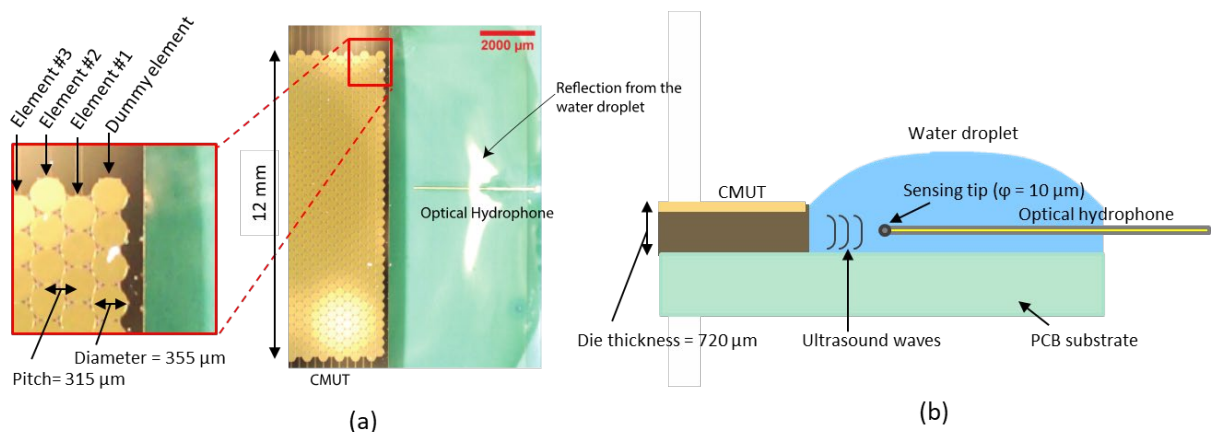 Element #3
Element #2
Element #1
Dummy element
2000 µm
Reflection from the
water droplet
12 mm
Optical Hydrophone
Diameter = 355 µm
Pitch= 315 µm
CMUT
(a)
Water droplet
CMUT
Sensing tip (φ = 10 µm)
Optical hydrophone
Die thickness = 720 µm
Ultrasound waves
PCB substrate
(b)